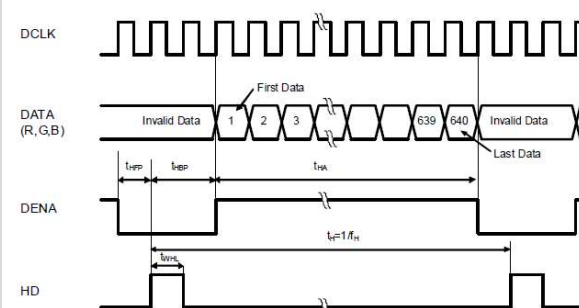 DCLK
First Data
DATA
(R,G,B)
Invalid Data 1 2 3 639 640 Invalid Data
Last Data
tHFP tHBP tHA
DENA
tH=1/fH
tWHL
HD